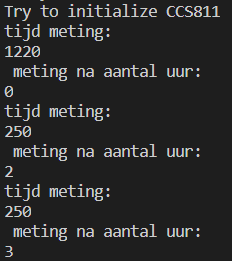 Try to initialize CCS811
tijd meting:
1220
meting na aantal uur:
0
tijd meting:
250
meting na aantal uur:
2
tijd meting:
250
meting na aantal uur:
3